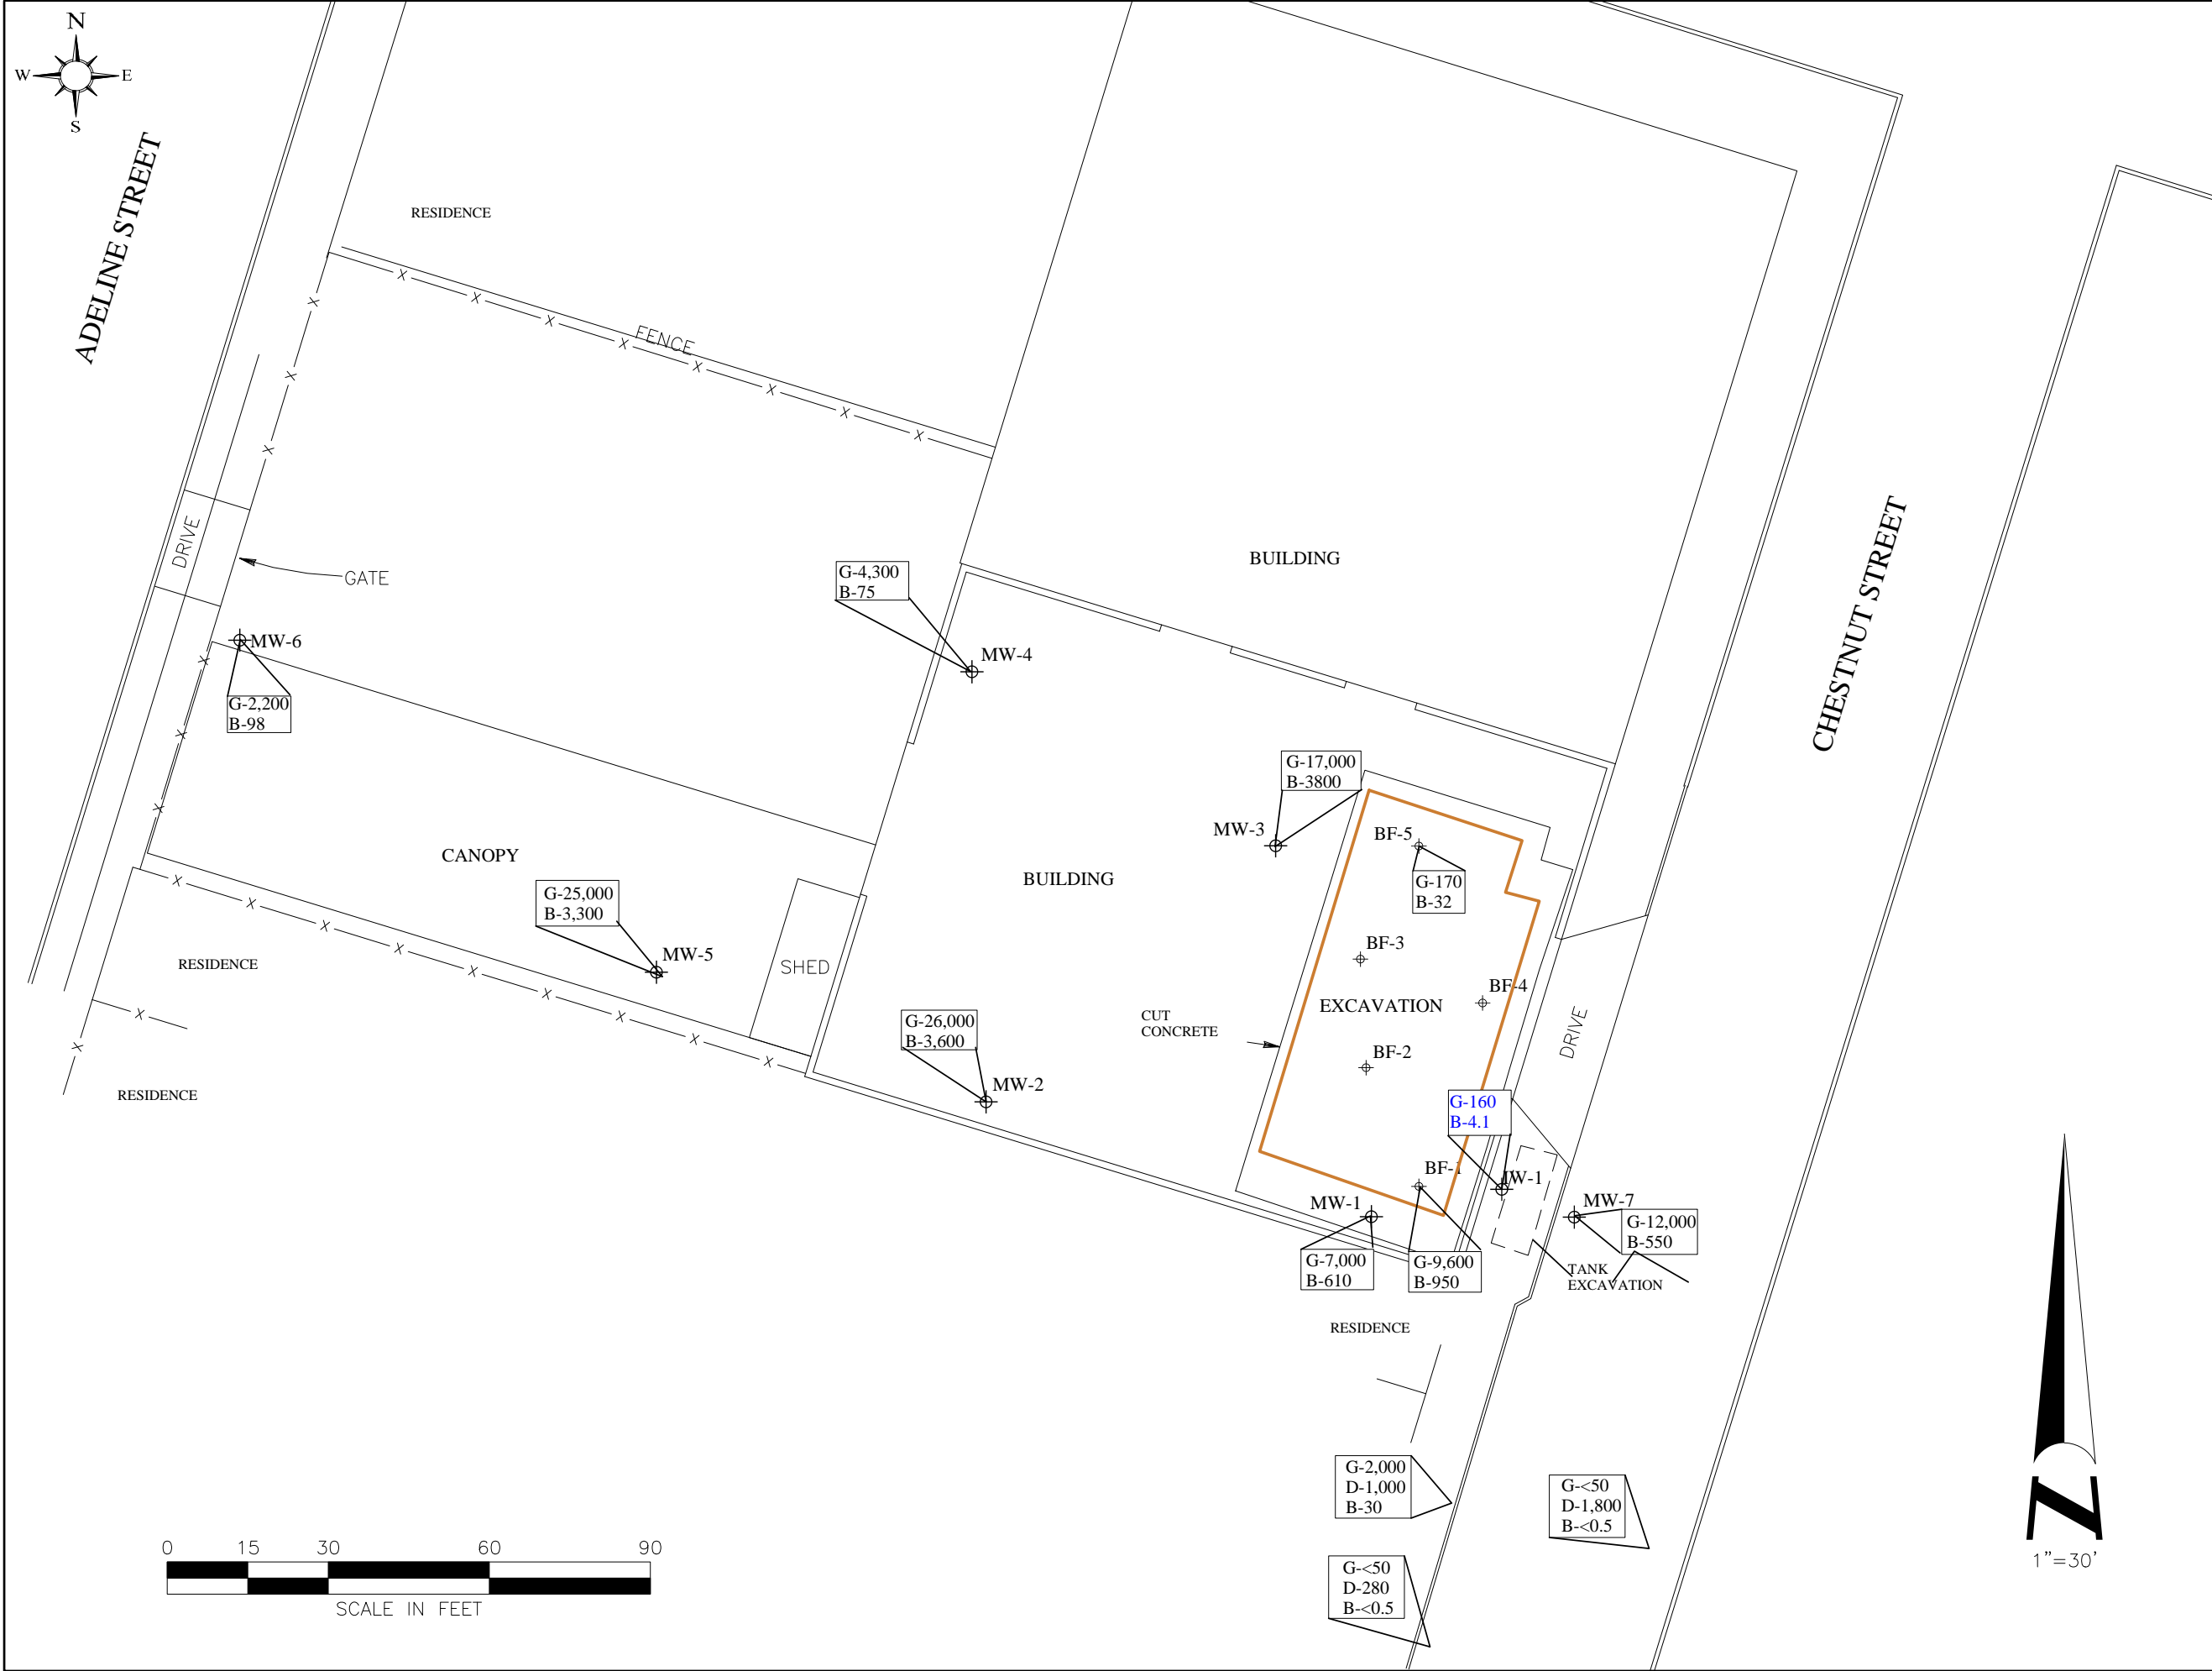 N
W
E
S
ADELINE STREET
RESIDENCE
FENCE
DRIVE
GATE
BUILDING
CHESTNUT STREET
G-4,300
B-75
MW-4
MW-6
G-2,200
B-98
G-17,000
B-3800
MW-3
BF-5
G-170
B-32
CANOPY
BUILDING
G-25,000
B-3,300
MW-5
SHED
RESIDENCE
BF-3
BF-4
EXCAVATION
CUT
CONCRETE
DRIVE
G-26,000
B-3,600
MW-2
BF-2
RESIDENCE
G-160
B-4.1
BF-1
IW-1
MW-1
MW-7
G-12,000
B-550
G-7,000
B-610
G-9,600
B-950
TANK
EXCAVATION
RESIDENCE
G-2,000
D-1,000
B-30
G-<50
D-1,800
B-<0.5
G-<50
D-280
B-<0.5
0 15 30 60 90
SCALE IN FEET
N
1"=30'